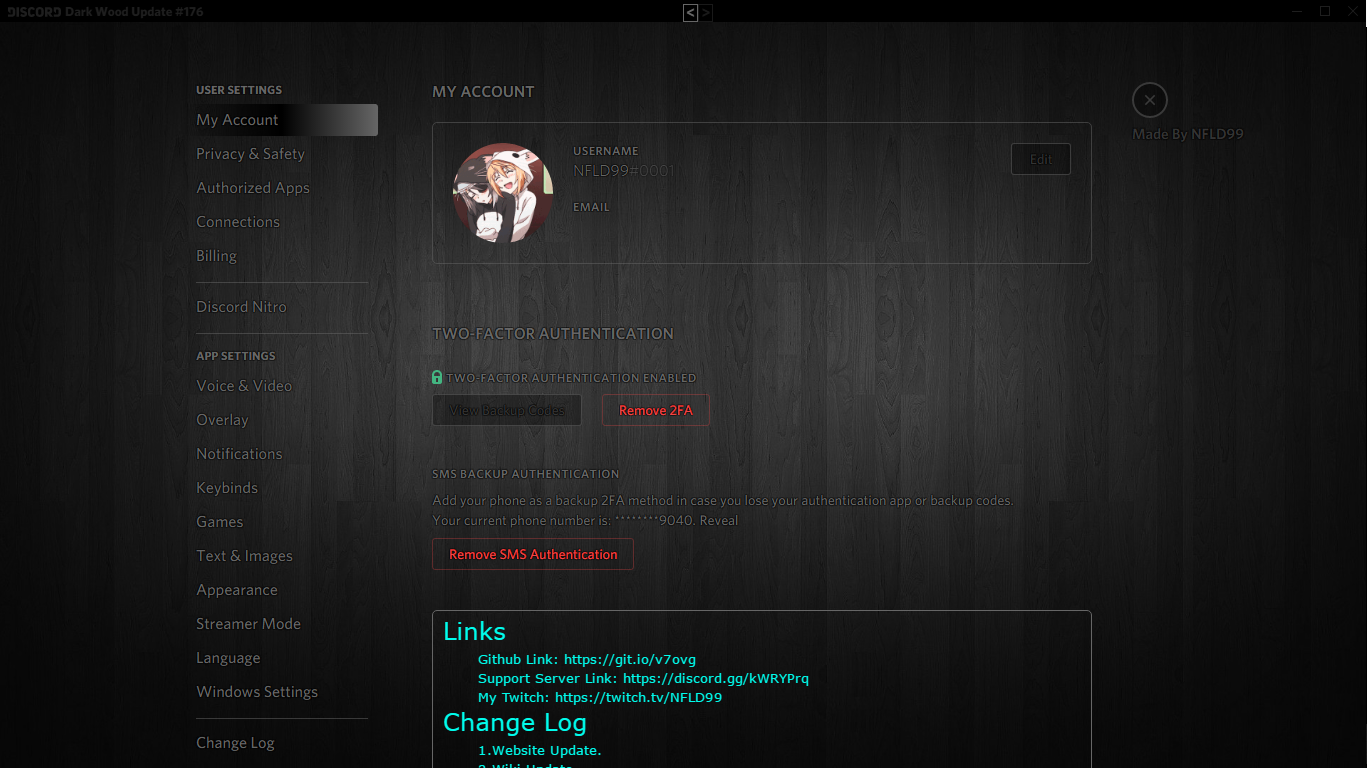 DISCORD Dark Wood Update #176
< >
USER SETTINGS
My Account
Privacy & Safety
Authorized Apps
Connections
Billing
Discord Nitro
APP SETTINGS
Voice & Video
Overlay
Notifications
Keybinds
Games
Text & Images
Appearance
Streamer Mode
Language
Windows Settings
Change Log
MY ACCOUNT
USERNAME
NFLD99#0001
Edit
EMAIL
TWO-FACTOR AUTHENTICATION
TWO-FACTOR AUTHENTICATION ENABLED
View Backup Codes Remove 2FA
SMS BACKUP AUTHENTICATION
Add your phone as a backup 2FA method in case you lose your authentication app or backup codes.
Your current phone number is: ********9040. Reveal
Remove SMS Authentication
Links
Github Link: https://git.io/v7ovg
Support Server Link: https://discord.gg/kWRYPrq
My Twitch: https://twitch.tv/NFLD99
Change Log
1.Website Update.
2.Wiki Update
Made By NFLD99